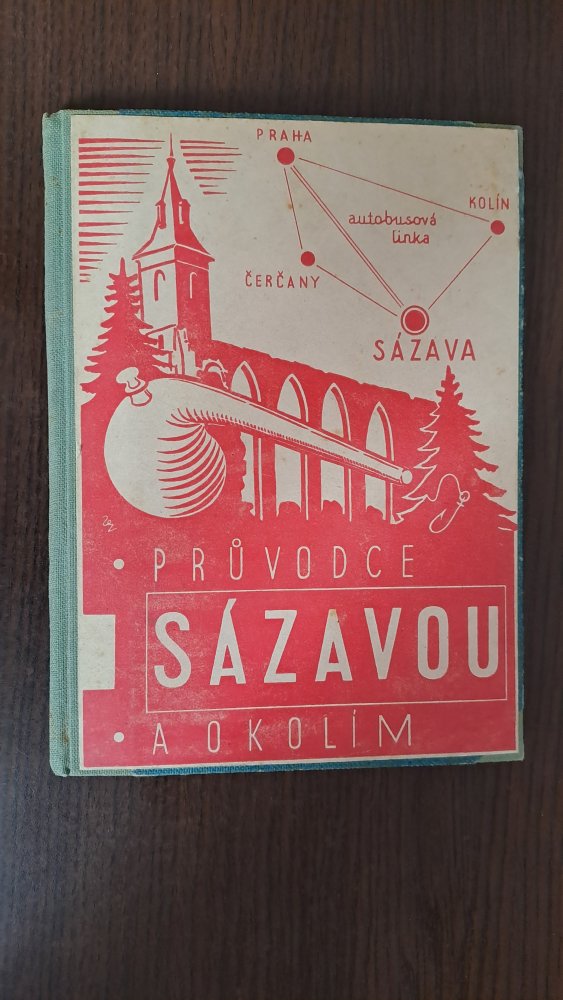 PRAHA
KOLÍN
autobusová
linka
ČERČANY
SÁZAVA
• PRŮVODCE
SÁZAVOU
• A OKOLÍM